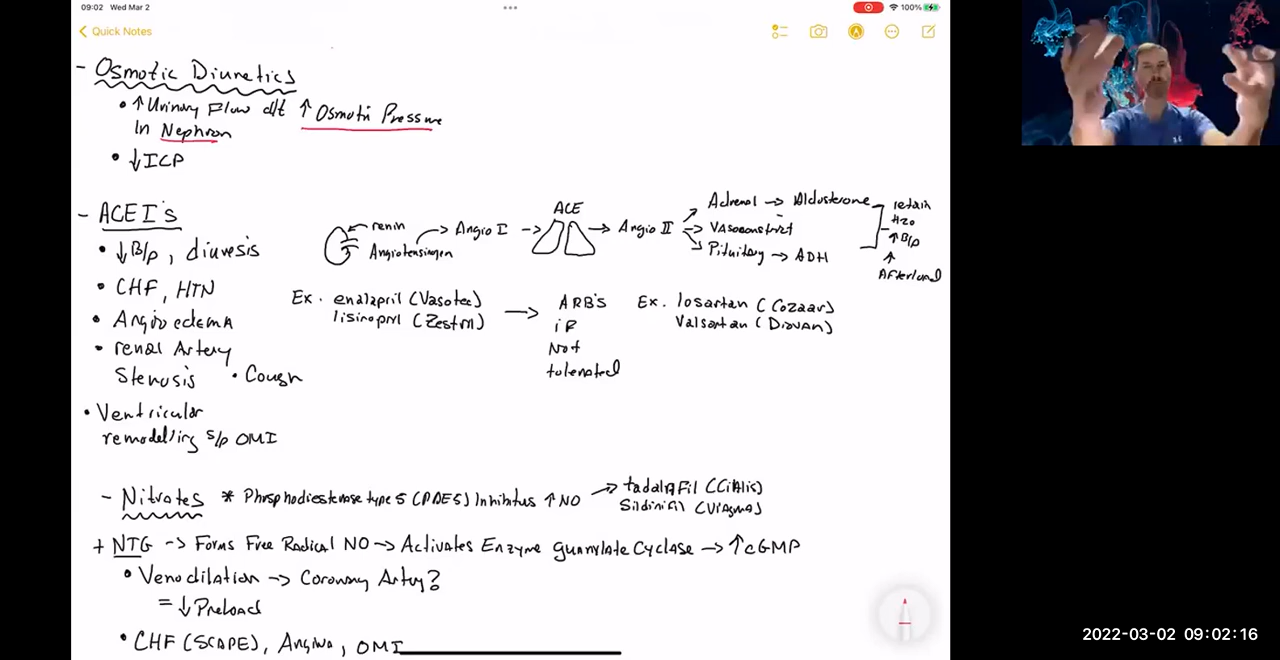 09:02 Wed Mar 2
100%
Quick Notes
- Osmotic Diuretics
• ↑ Urinary Flow d/t ↑ Osmotic Pressure
In Nephron
• ↓ICP
- ACEI's
• ↓B/p, diuresis
• CHF, HTN
• Angioedema
• renal Artery
Stenosis • Cough
• Ventricular
remodelling s/p OMI
renin
Angiotensinogen
Angio I
ACE
Angio II
Adrenal → Aldosterone
Vasoconstrict
Pituitary → ADH
retain
H2O
↑B/p
↑
Afterload
Ex. enalapril (Vasotec)
lisinopril (Zestril)
→ ARB's
if
Not
tolerated
Ex. losartan (Cozaar)
Valsartan (Diovan)
- Nitrates * Phosphodiesterase type 5 (PDE5) Inhibitors ↑ NO → tadalafil (Cialis)
Sildinifil (Viagra)
+ NTG → Forms Free Radical NO → Activates Enzyme guanylate Cyclase → ↑cGMP
• Venodilation → Coronary Artery?
= ↓ Preload
• CHF (SCAPE), Angina, OMI
2022-03-02 09:02:16